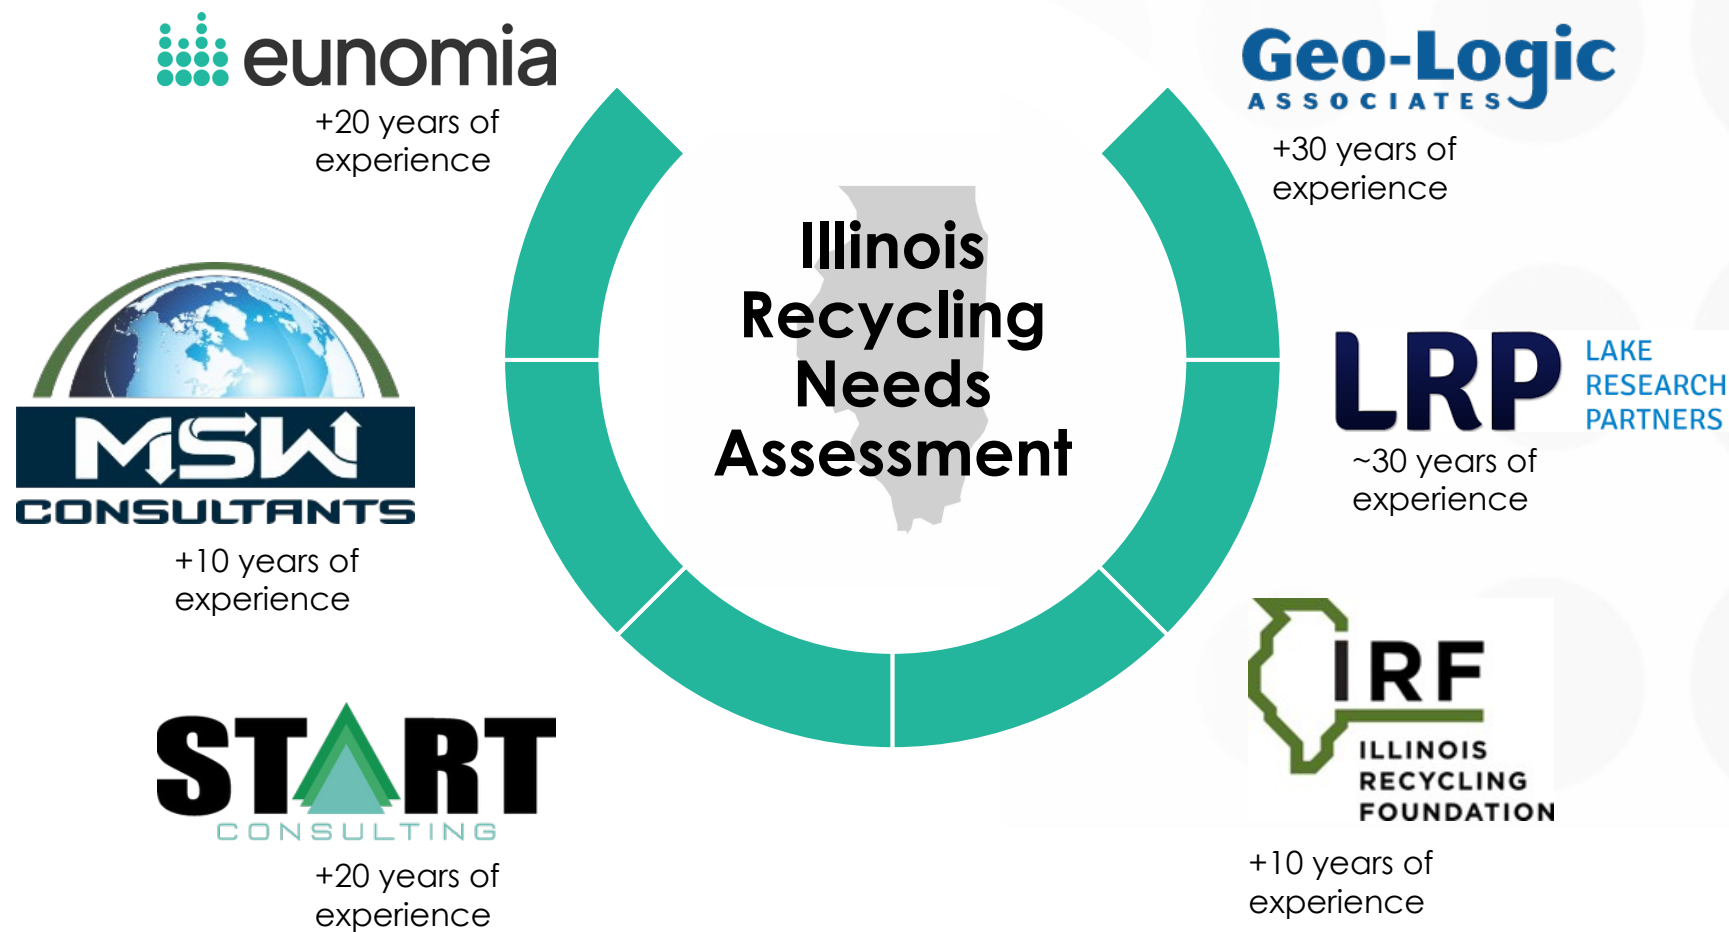 eunomia
+20 years of
experience
Geo-Logic
ASSOCIATES
+30 years of
experience
Illinois
Recycling
Needs
Assessment
MSW
CONSULTANTS
+10 years of
experience
LRP
LAKE
RESEARCH
PARTNERS
~30 years of
experience
START
CONSULTING
+20 years of
experience
IRF
ILLINOIS
RECYCLING
FOUNDATION
+10 years of
experience